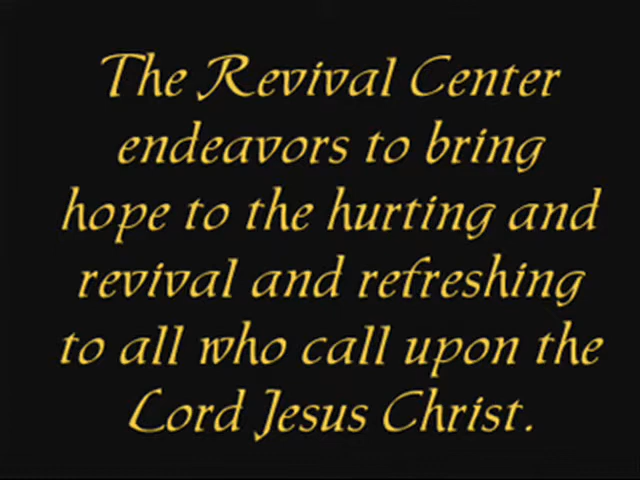 The Revival Center
endeavors to bring
hope to the hurting and
revival and refreshing
to all who call upon the
Lord Jesus Christ.